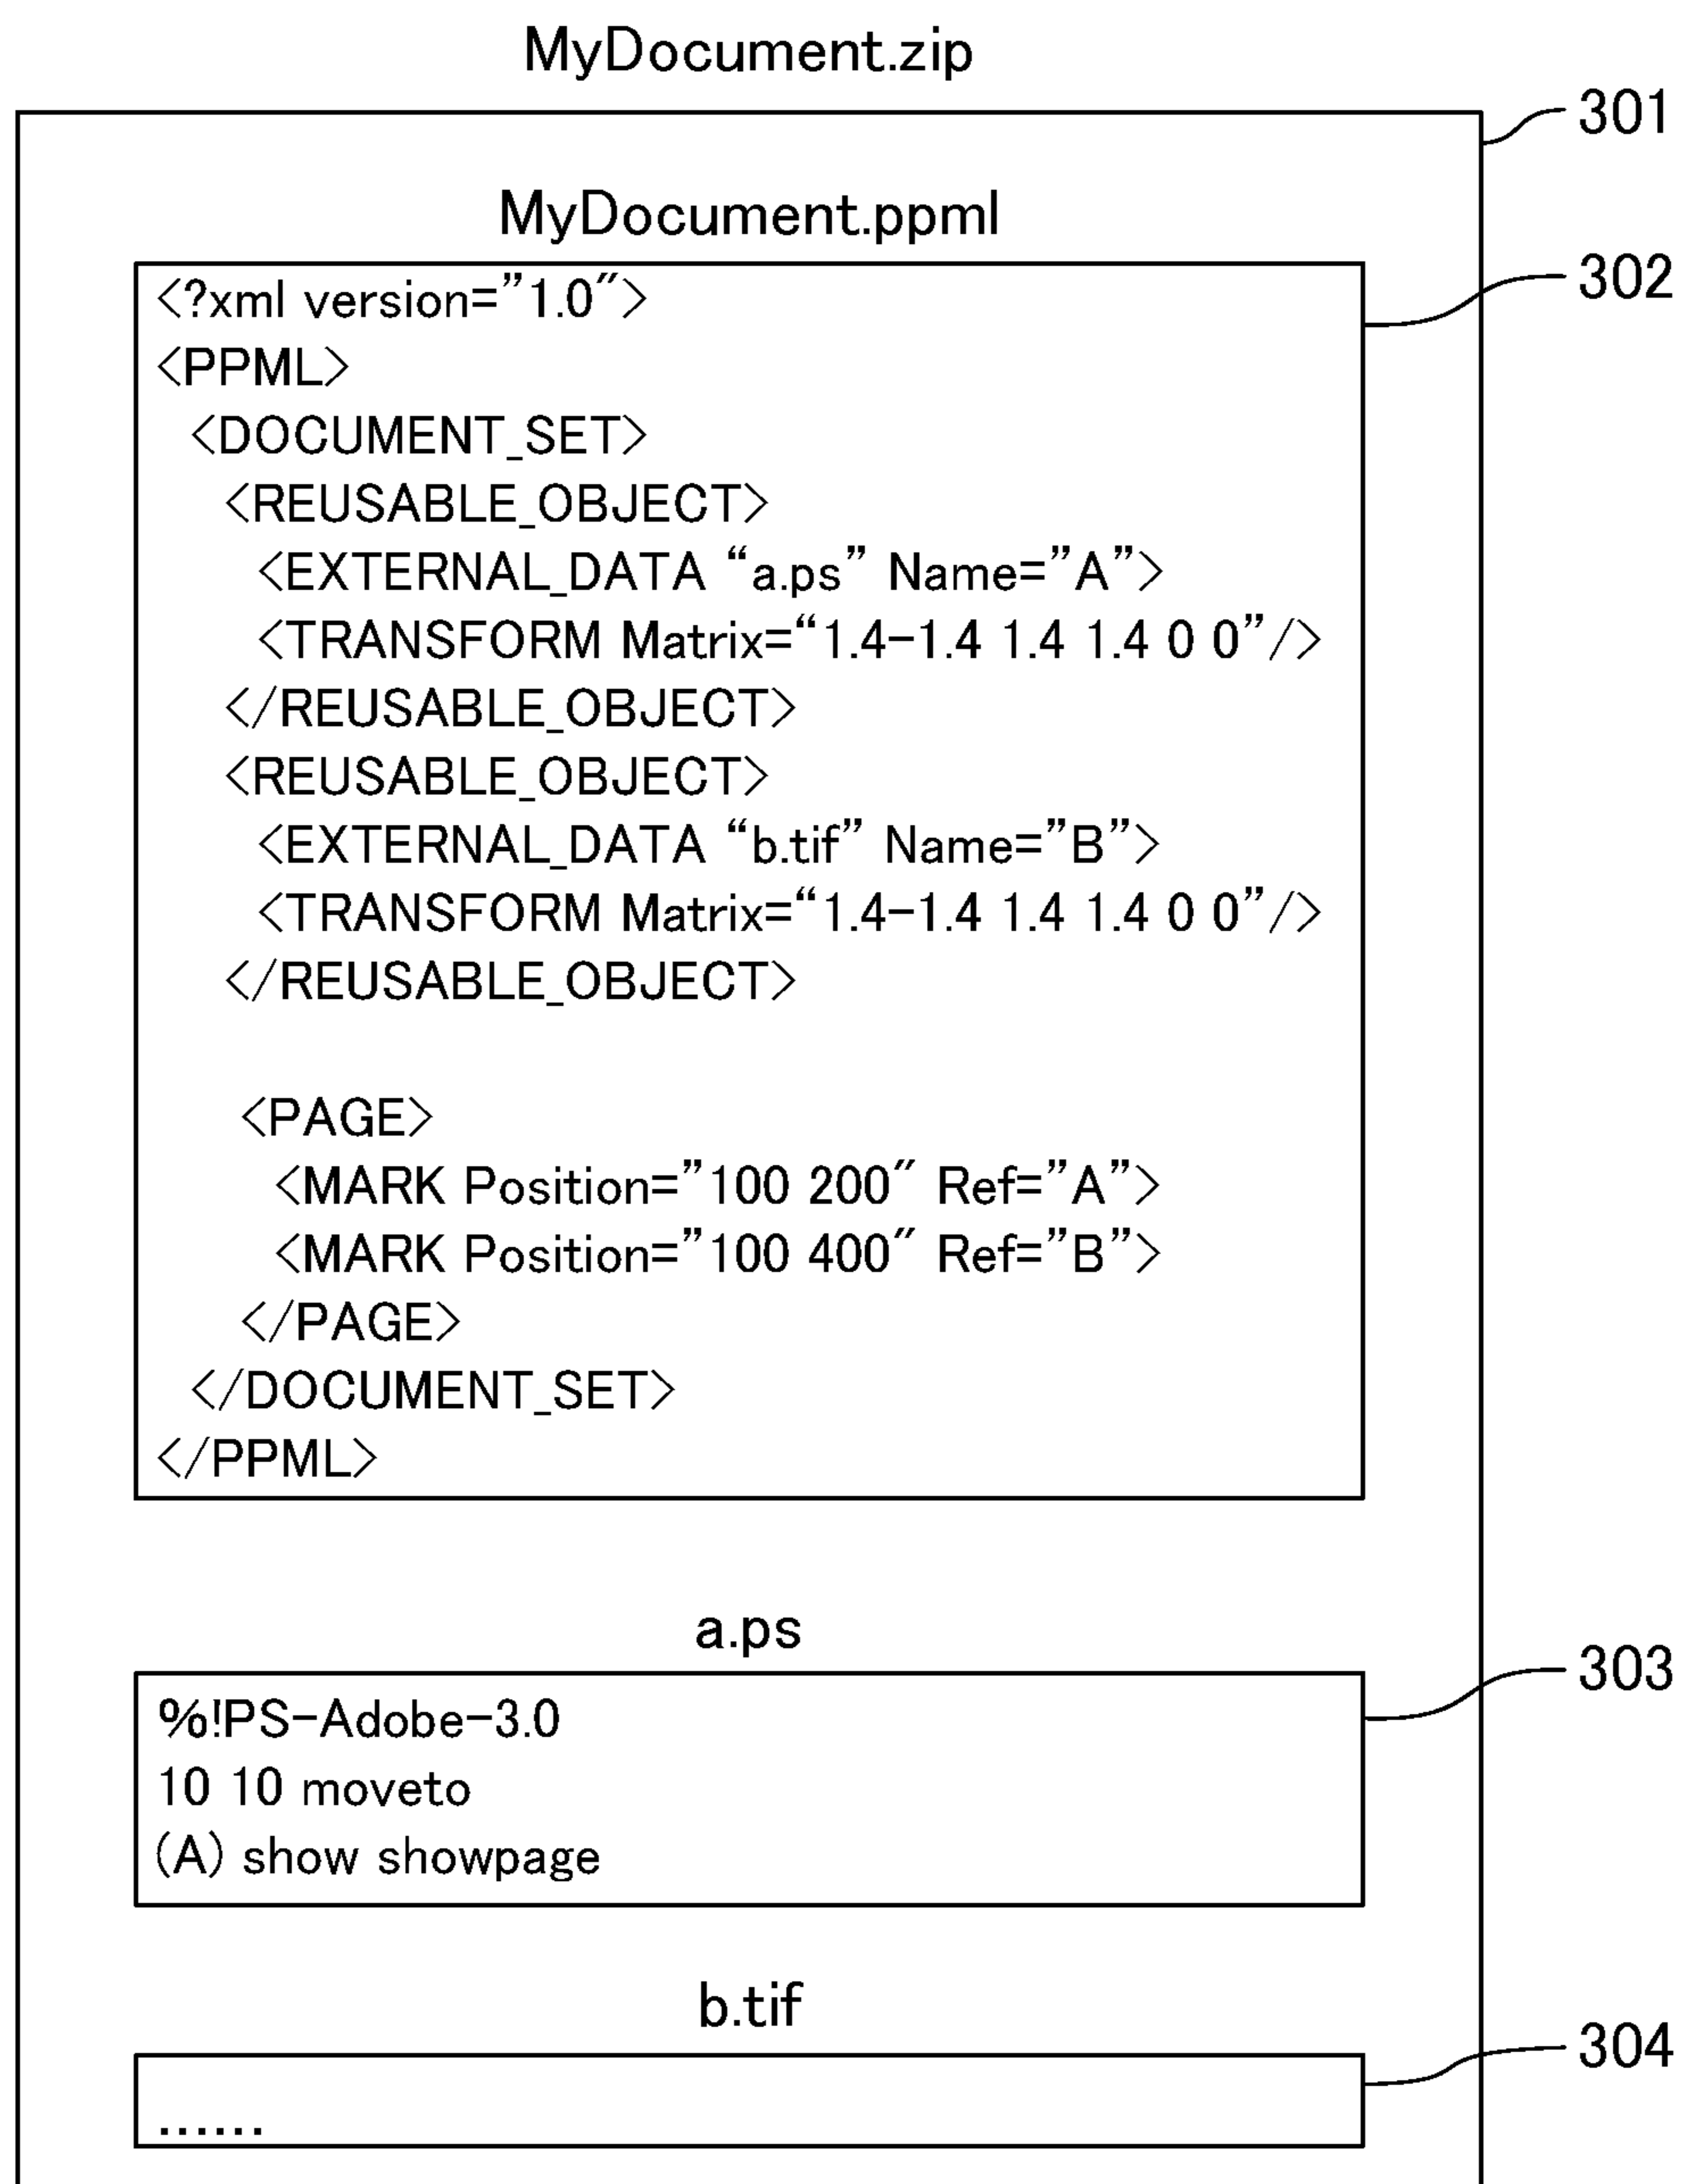 MyDocument.zip
301
MyDocument.ppml
302
<?xml version=”1.0″>
<PPML>
<DOCUMENT_SET>
<REUSABLE_OBJECT>
<EXTERNAL_DATA “a.ps” Name=”A”>
<TRANSFORM Matrix=“1.4-1.4 1.4 1.4 0 0”/>
</REUSABLE_OBJECT>
<REUSABLE_OBJECT>
<EXTERNAL_DATA “b.tif” Name=”B”>
<TRANSFORM Matrix=“1.4-1.4 1.4 1.4 0 0”/>
</REUSABLE_OBJECT>
<PAGE>
<MARK Position=”100 200″ Ref=”A”>
<MARK Position=”100 400″ Ref=”B”>
</PAGE>
</DOCUMENT_SET>
</PPML>
a.ps
303
%!PS-Adobe-3.0
10 10 moveto
(A) show showpage
b.tif
304
......